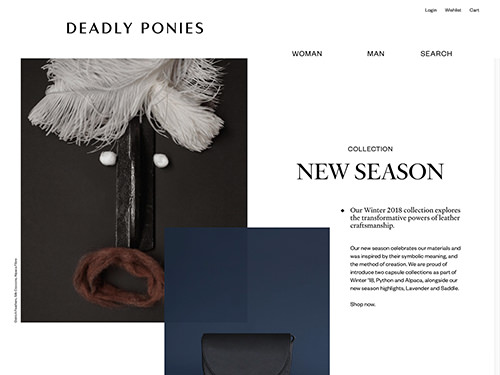 Login Wishlist Cart
DEADLY PONIES
WOMAN MAN SEARCH
COLLECTION
NEW SEASON
Our Winter 2018 collection explores
the transformative powers of leather
craftsmanship.
Our new season celebrates our materials and
was inspired by their symbolic meaning, and
the method of creation. We are proud of
introduce two capsule collections as part of
Winter '18, Python and Alpaca, alongside our
new season highlights, Lavender and Saddle.
Shop now.